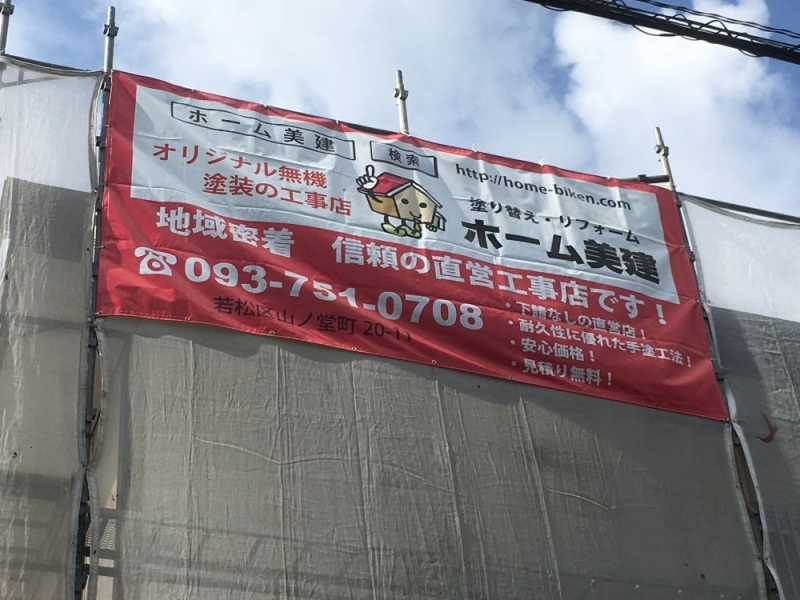 ホーム美建 検索
http://home-biken.com
オリジナル無機
塗装の工事店
塗り替え・リフォーム
ホーム美建
地域密着 信頼の直営工事店です!
☎093-751-0708
若松区山ノ堂町 20-11
・下請なしの直営店!
・耐久性に優れた手塗工法!
・安心価格!
・見積り無料!